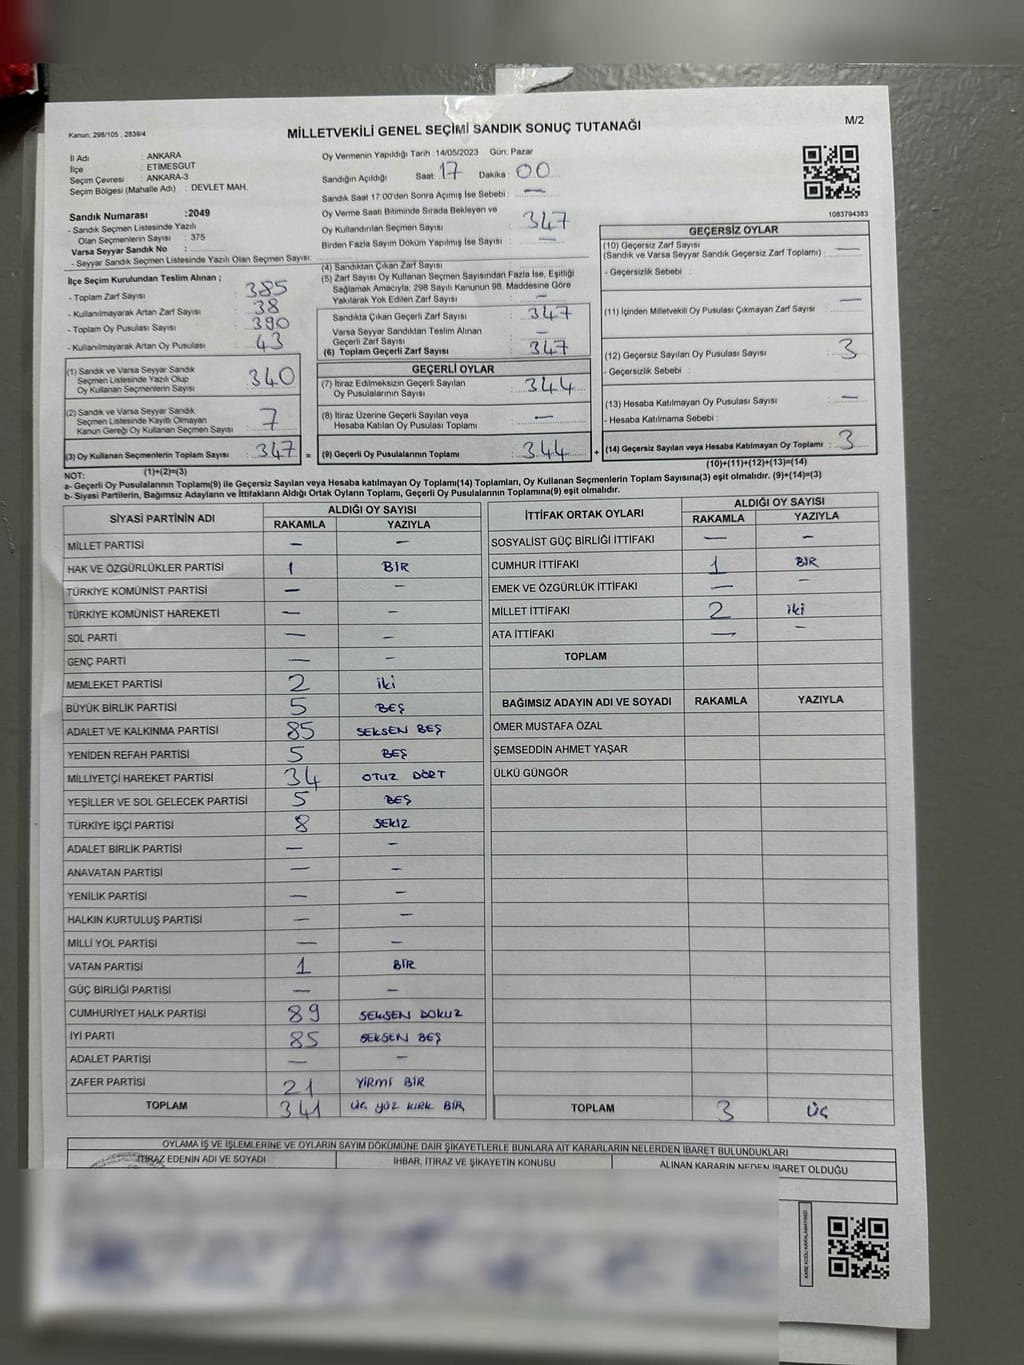 Kanun: 298/105 , 2839/4
MİLLETVEKİLİ GENEL SEÇİMİ SANDIK SONUÇ TUTANAĞI
M/2
İl Adı : ANKARA
İlçe : ETİMESGUT
Seçim Çevresi : ANKARA-3
Seçim Bölgesi (Mahalle Adı) : DEVLET MAH.
Oy Vermenin Yapıldığı Tarih : 14/05/2023 Gün: Pazar
Sandığın Açıldığı Saat: 17 Dakika : 00
Sandık Saat 17.00'den Sonra Açımış İse Sebebi : —
Oy Verme Saati Bitiminde Sırada Bekleyen ve
Oy Kullandırılan Seçmen Sayısı : 347
Birden Fazla Sayım Döküm Yapılmış İse Sayısı : —
1083794383
Sandık Numarası :2049
- Sandık Seçmen Listesinde Yazılı
Olan Seçmenlerin Sayısı : 375
Varsa Seyyar Sandık No :
- Seyyar Sandık Seçmen Listesinde Yazılı Olan Seçmen Sayısı:
İlçe Seçim Kurulundan Teslim Alınan ;
- Toplam Zarf Sayısı : 385
- Kullanılmayarak Artan Zarf Sayısı : 38
- Toplam Oy Pusulası Sayısı : 390
- Kullanılmayarak Artan Oy Pusulası : 43
(1) Sandık ve Varsa Seyyar Sandık
Seçmen Listesinde Yazılı Olup
Oy Kullanan Seçmenlerin Sayısı : 340
(2) Sandık ve Varsa Seyyar Sandık
Seçmen Listesinde Kayıtlı Olmayan
Kanun Gereği Oy Kullanan Seçmen Sayısı : 7
(3) Oy Kullanan Seçmenlerin Toplam Sayısı : 347 =
(1)+(2)=(3)
(4) Sandıktan Çıkan Zarf Sayısı :
(5) Zarf Sayısı Oy Kullanan Seçmen Sayısından Fazla İse, Eşitliği
Sağlamak Amacıyla; 298 Sayılı Kanunun 98. Maddesine Göre
Yakılarak Yok Edilen Zarf Sayısı : —
Sandıkta Çıkan Geçerli Zarf Sayısı : 347
Varsa Seyyar Sandıktan Teslim Alınan
Geçerli Zarf Sayısı : —
(6) Toplam Geçerli Zarf Sayısı : 347
GEÇERLİ OYLAR
(7) İtiraz Edilmeksizin Geçerli Sayılan
Oy Pusulalarının Sayısı : 344
(8) İtiraz Üzerine Geçerli Sayılan veya
Hesaba Katılan Oy Pusulası Toplamı : —
(9) Geçerli Oy Pusulalarının Toplamı : 344 +
GEÇERSİZ OYLAR
(10) Geçersiz Zarf Sayısı : —
(Sandık ve Varsa Seyyar Sandık Geçersiz Zarf Toplamı)
- Geçersizlik Sebebi :
(11) İçinden Milletvekili Oy Pusulası Çıkmayan Zarf Sayısı : —
(12) Geçersiz Sayılan Oy Pusulası Sayısı : 3
- Geçersizlik Sebebi :
(13) Hesaba Katılmayan Oy Pusulası Sayısı : —
- Hesaba Katılmama Sebebi :
(14) Geçersiz Sayılan veya Hesaba Katılmayan Oy Toplamı : 3
(10)+(11)+(12)+(13)=(14)
NOT:
a- Geçerli Oy Pusulalarının Toplamı(9) ile Geçersiz Sayılan veya Hesaba katılmayan Oy Toplamı(14) Toplamları, Oy Kullanan Seçmenlerin Toplam Sayısına(3) eşit olmalıdır. (9)+(14)=(3)
b- Siyasi Partilerin, Bağımsız Adayların ve İttifakların Aldığı Ortak Oyların Toplamı, Geçerli Oy Pusulalarının Toplamına(9) eşit olmalıdır.
SİYASİ PARTİNİN ADI ALDIĞI OY SAYISI
RAKAMLA YAZIYLA
MİLLET PARTİSİ — —
HAK VE ÖZGÜRLÜKLER PARTİSİ 1 BİR
TÜRKİYE KOMÜNİST PARTİSİ — —
TÜRKİYE KOMÜNİST HAREKETİ — —
SOL PARTİ — —
GENÇ PARTİ — —
MEMLEKET PARTİSİ 2 iki
BÜYÜK BİRLİK PARTİSİ 5 BEŞ
ADALET VE KALKINMA PARTİSİ 85 SEKSEN BEŞ
YENİDEN REFAH PARTİSİ 5 BEŞ
MİLLİYETÇİ HAREKET PARTİSİ 34 OTUZ DÖRT
YEŞİLLER VE SOL GELECEK PARTİSİ 5 BEŞ
TÜRKİYE İŞÇİ PARTİSİ 8 SEKİZ
ADALET BİRLİK PARTİSİ — —
ANAVATAN PARTİSİ — —
YENİLİK PARTİSİ — —
HALKIN KURTULUŞ PARTİSİ — —
MİLLİ YOL PARTİSİ — —
VATAN PARTİSİ 1 BİR
GÜÇ BİRLİĞİ PARTİSİ — —
CUMHURİYET HALK PARTİSİ 89 SEKSEN DOKUZ
İYİ PARTİ 85 SEKSEN BEŞ
ADALET PARTİSİ — —
ZAFER PARTİSİ 21 YİRMİ BİR
TOPLAM 341 ÜÇ YÜZ KIRK BİR
İTTİFAK ORTAK OYLARI ALDIĞI OY SAYISI
RAKAMLA YAZIYLA
SOSYALİST GÜÇ BİRLİĞİ İTTİFAKI — —
CUMHUR İTTİFAKI 1 BİR
EMEK VE ÖZGÜRLÜK İTTİFAKI — —
MİLLET İTTİFAKI 2 iki
ATA İTTİFAKI — —
TOPLAM
BAĞIMSIZ ADAYIN ADI VE SOYADI RAKAMLA YAZIYLA
ÖMER MUSTAFA ÖZAL
ŞEMSEDDİN AHMET YAŞAR
ÜLKÜ GÜNGÖR
TOPLAM 3 ÜÇ
OYLAMA İŞ VE İŞLEMLERİNE VE OYLARIN SAYIM DÖKÜMÜNE DAİR ŞİKAYETLERLE BUNLARA AİT KARARLARIN NELERDEN İBARET BULUNDUKLARI
İTİRAZ EDENİN ADI VE SOYADI İHBAR, İTİRAZ VE ŞİKAYETİN KONUSU ALINAN KARARIN NEDEN İBARET OLDUĞU